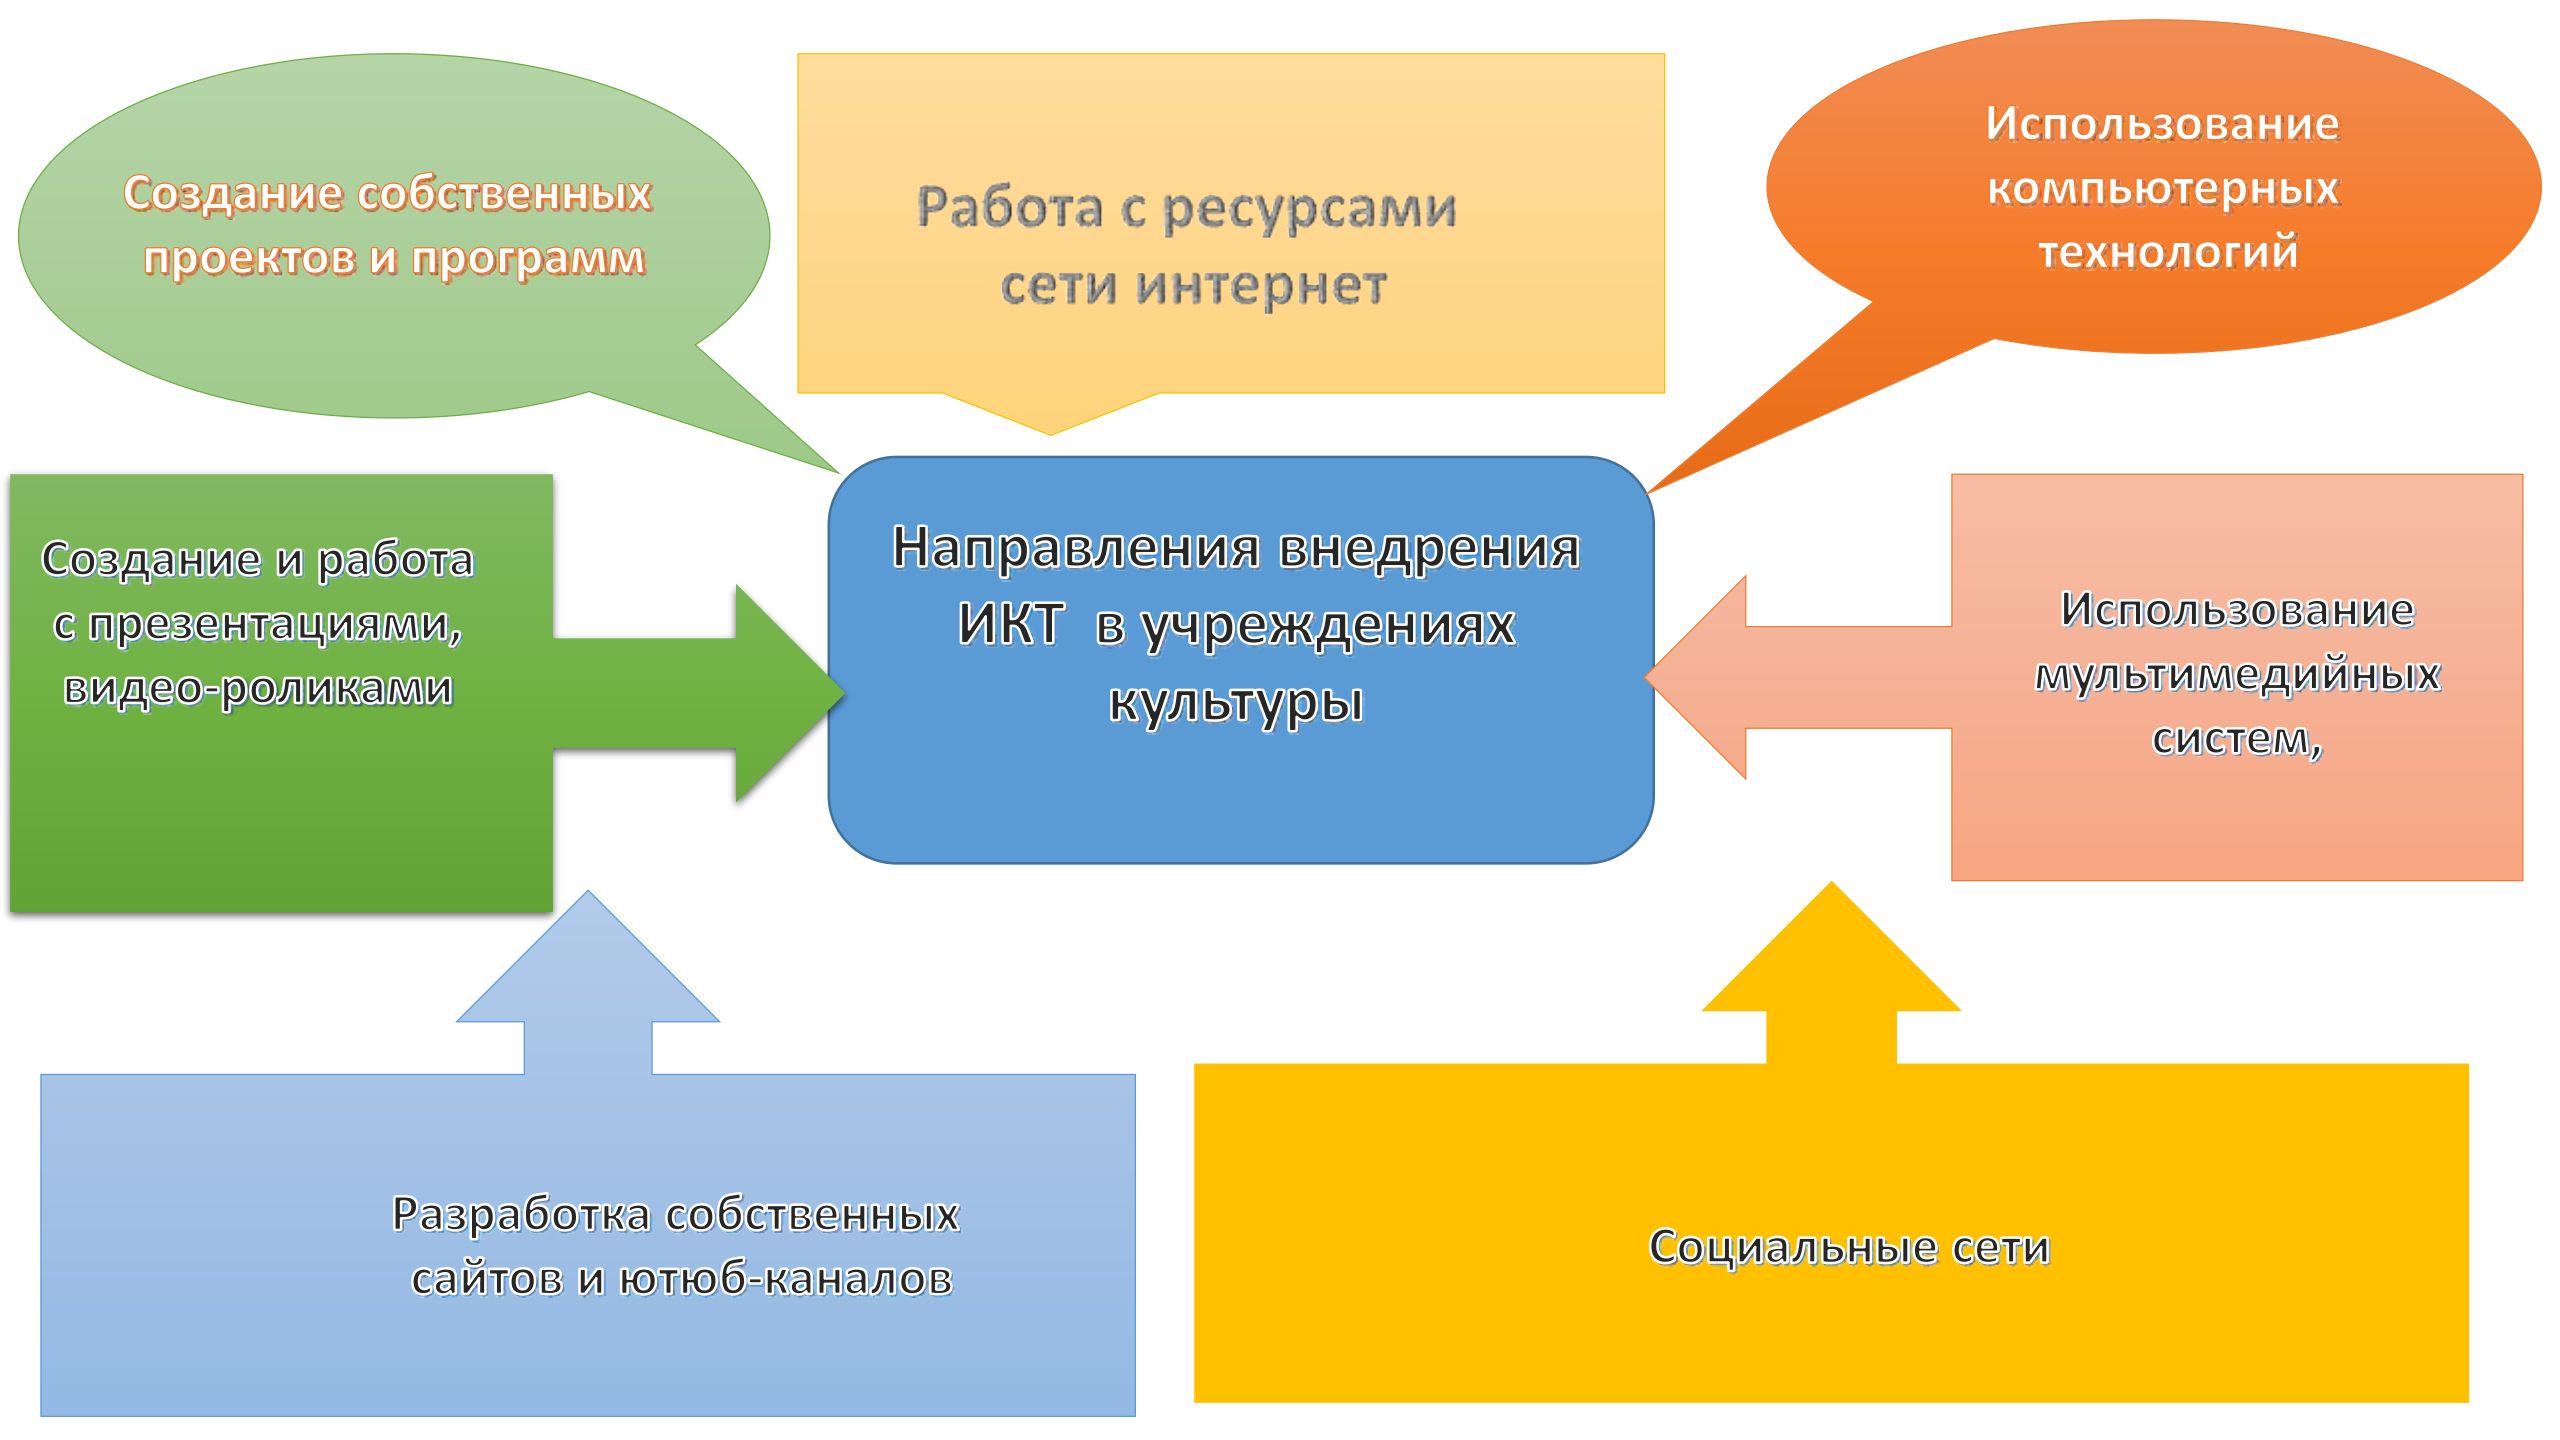 Создание собственных
проектов и программ
Работа с ресурсами
сети интернет
Использование
компьютерных
технологий
Создание и работа
с презентациями,
видео-роликами
Направления внедрения
ИКТ в учреждениях
культуры
Использование
мультимедийных
систем,
Разработка собственных
сайтов и ютюб-каналов
Социальные сети